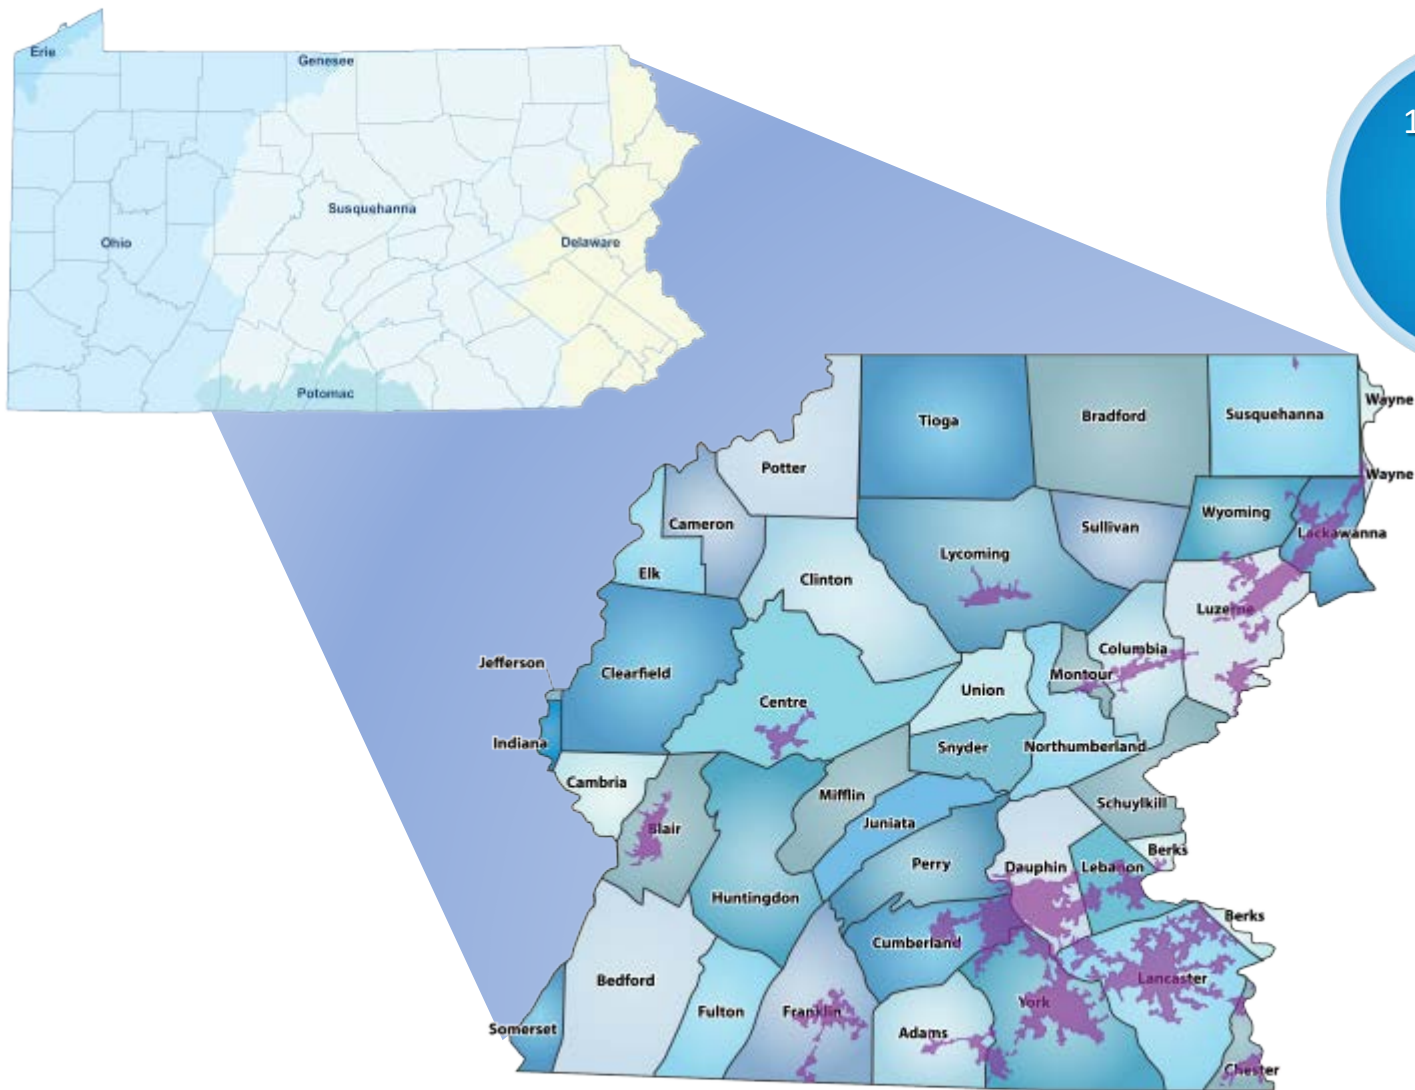 Erie
Genesee
Susquehanna
Ohio
Delaware
Potomac
1
Wayne
Tioga
Bradford
Susquehanna
Potter
Wayne
Cameron
Wyoming
Sullivan
Lackawanna
Lycoming
Elk
Clinton
Luzerne
Columbia
Jefferson
Clearfield
Montour
Union
Centre
Indiana
Snyder
Northumberland
Cambria
Mifflin
Schuylkill
Juniata
Blair
Berks
Perry
Dauphin
Lebanon
Huntingdon
Berks
Cumberland
Bedford
Lancaster
York
Fulton
Franklin
Somerset
Adams
Chester